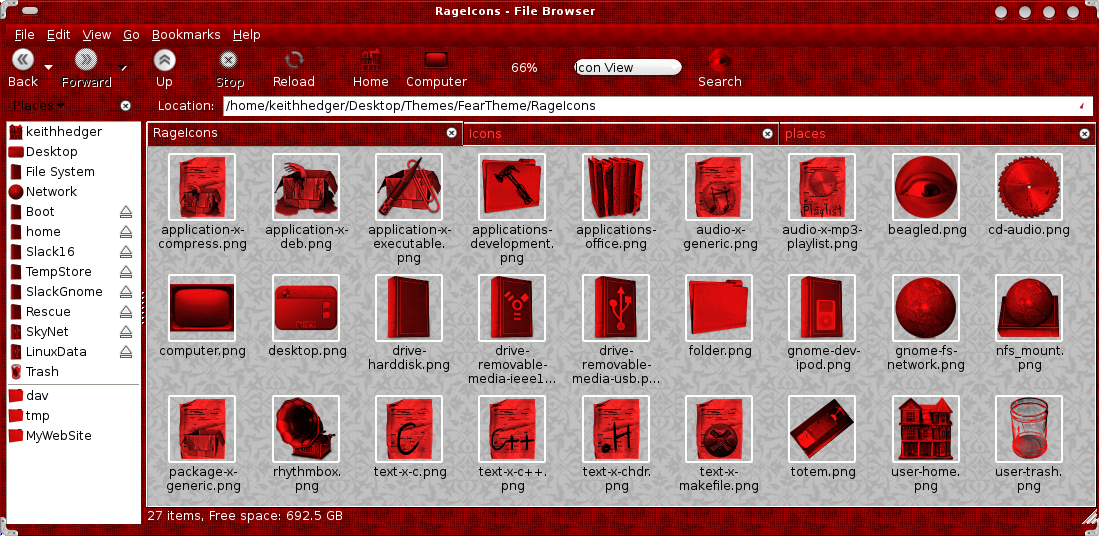 RageIcons - File Browser
File Edit View Go Bookmarks Help
Back Forward Up Stop Reload Home Computer 66% Icon View Search
Places Location: /home/keithhedger/Desktop/Themes/FearTheme/RageIcons
keithhedger
Desktop
File System
Network
Boot
home
Slack16
TempStore
SlackGnome
Rescue
SkyNet
LinuxData
Trash
dav
tmp
MyWebSite
RageIcons Icons places
application-x-
compress.png
application-x-
deb.png
application-x-
executable.
png
applications-
development.
png
applications-
office.png
audio-x-
generic.png
Playlist
audio-x-mp3-
playlist.png
beagled.png
cd-audio.png
computer.png
desktop.png
drive-
harddisk.png
drive-
removable-
media-ieee1...
drive-
removable-
media-usb.p...
folder.png
gnome-dev-
ipod.png
gnome-fs-
network.png
nfs_mount.
png
package-x-
generic.png
rhythmbox.
png
C
text-x-c.png
C++
text-x-c++.
png
.H
text-x-chdr.
png
text-x-
makefile.png
totem.png
user-home.
png
user-trash.
png
27 items, Free space: 692.5 GB